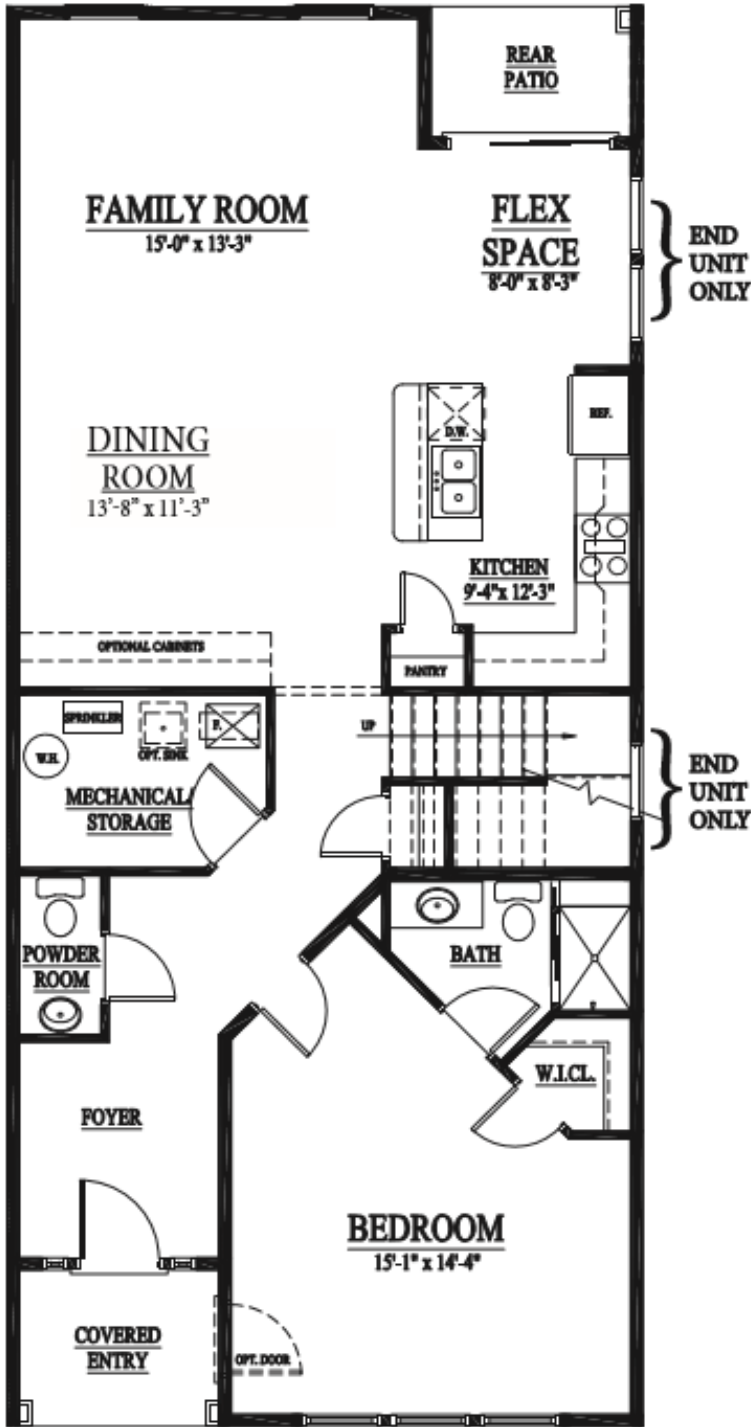 REAR
PATIO
FAMILY ROOM
15'-0" x 13'-3"
FLEX
SPACE
8'-0" x 8'-3"
END
UNIT
ONLY
D.W.
REF.
DINING
ROOM
13'-8" x 11'-3"
KITCHEN
9'-4"x 12'-3"
OPTIONAL CABINETS
PANTRY
SPRINKLER
F.
W.H.
OPT. SINK
UP
MECHANICAL/
STORAGE
END
UNIT
ONLY
POWDER
ROOM
BATH
W.I.CL.
FOYER
BEDROOM
15'-1" x 14'-4"
COVERED
ENTRY
OPT. DOOR